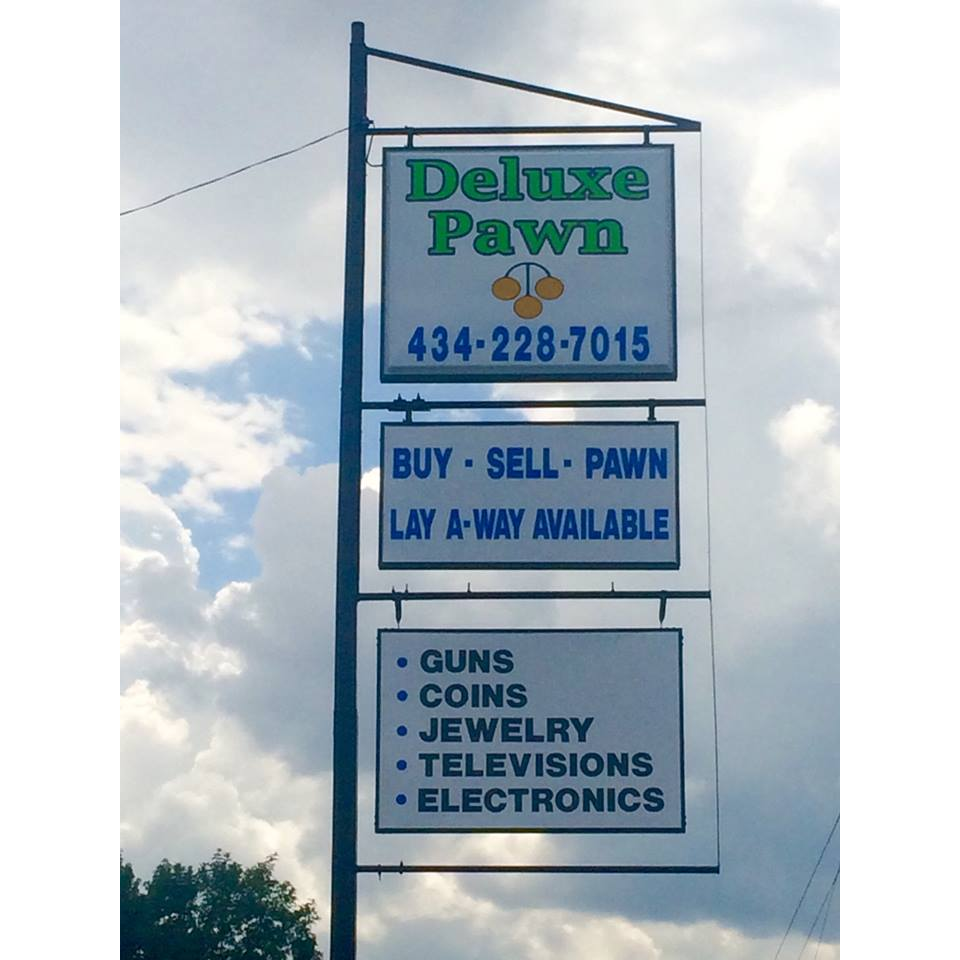 Deluxe
Pawn
434-228-7015
BUY - SELL - PAWN
LAY A-WAY AVAILABLE
• GUNS
• COINS
• JEWELRY
• TELEVISIONS
• ELECTRONICS